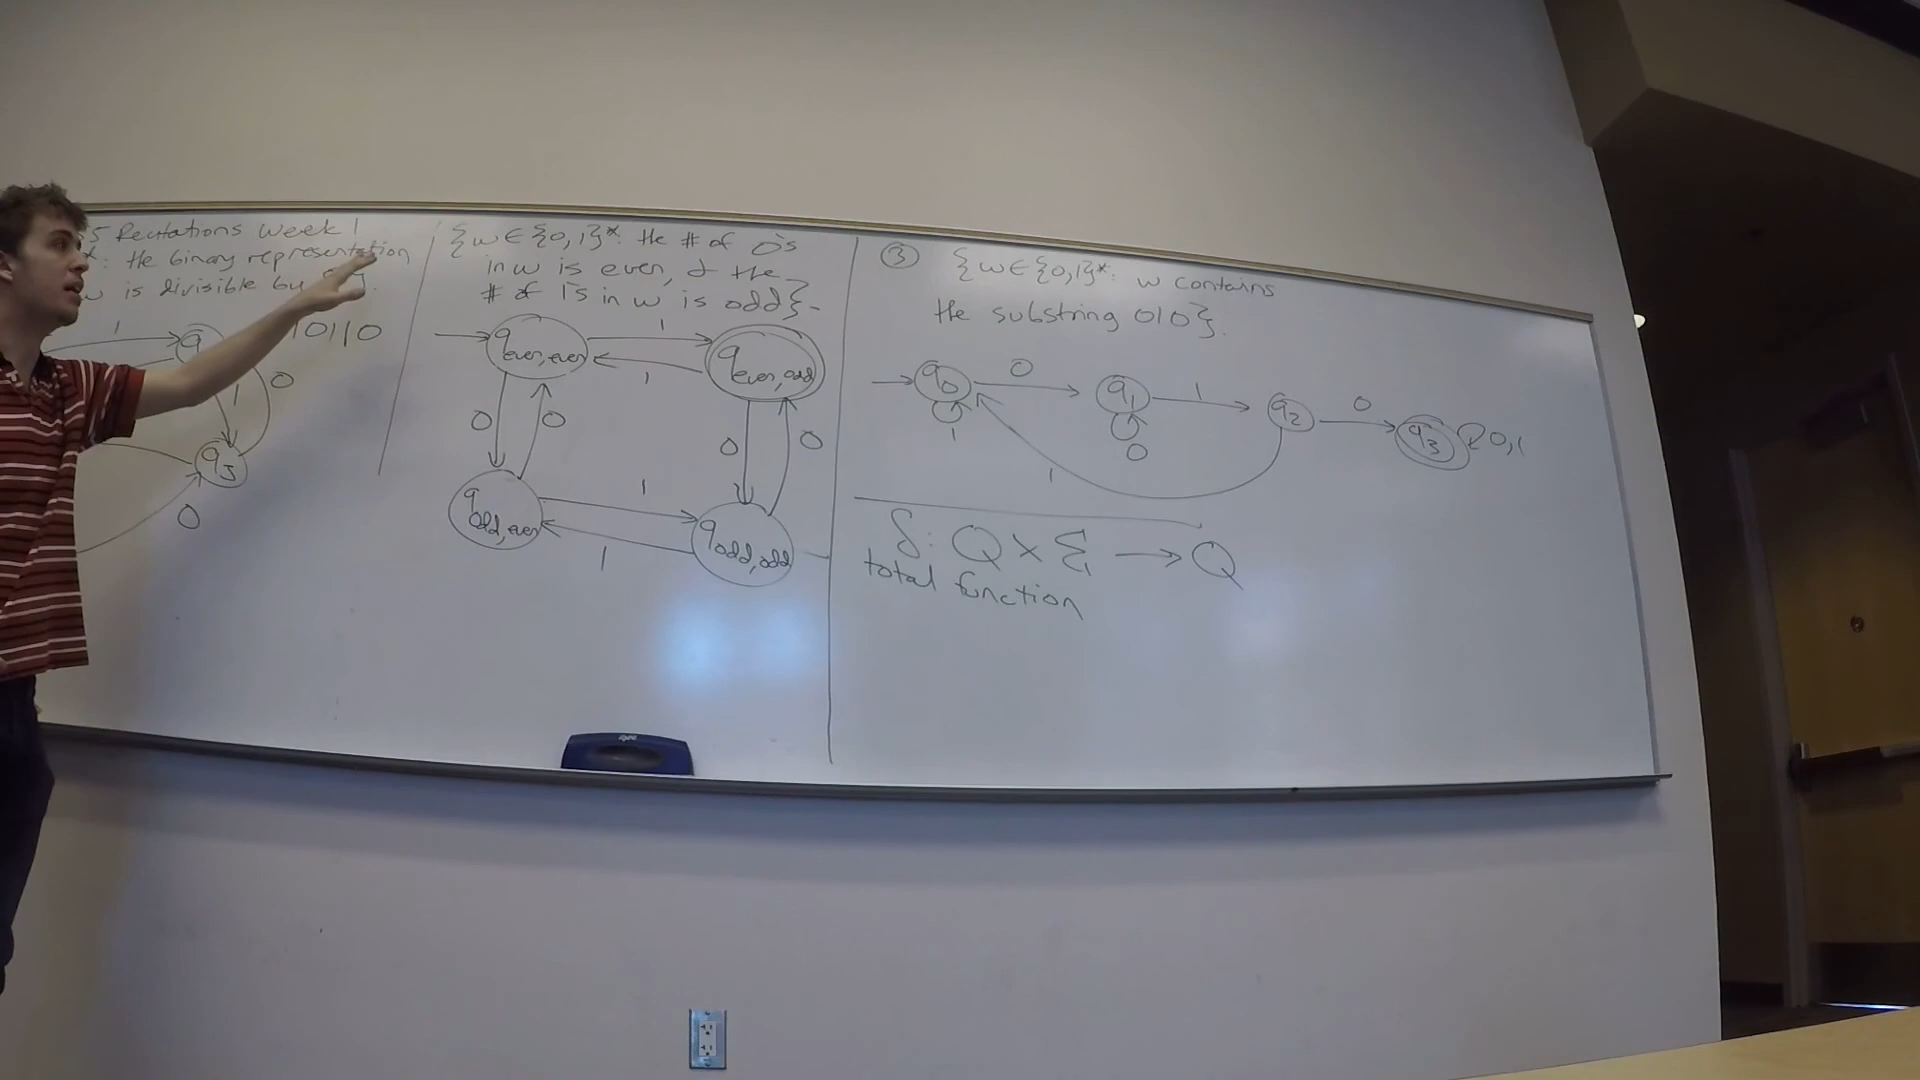 5 Recitations Week 1
*: the binary representation
w is divisible by
10110
1
q
0
1
q5
0
{w ∈ {0,1}*: the # of 0's
in w is even, & the
# of 1's in w is odd}.
q even,even
1
1
q even,odd
0
0
0
0
q odd,even
1
1
q odd,odd
③ {w ∈ {0,1}*: w contains
the substring 010}.
q0
0
q1
1
q2
0
q3
0,1
1
0
1
δ: Q × Σ → Q
total function